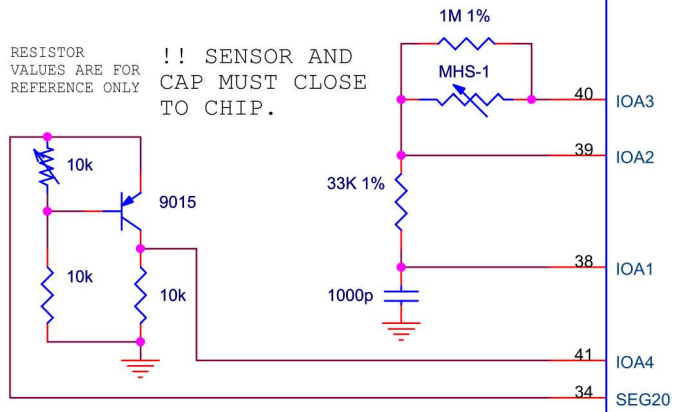 1M 1%
RESISTOR
VALUES ARE FOR
REFERENCE ONLY
!! SENSOR AND
CAP MUST CLOSE
TO CHIP.
MHS-1
40 IOA3
39 IOA2
10k
33K 1%
9015
38 IOA1
10k
10k
1000p
41 IOA4
34 SEG20